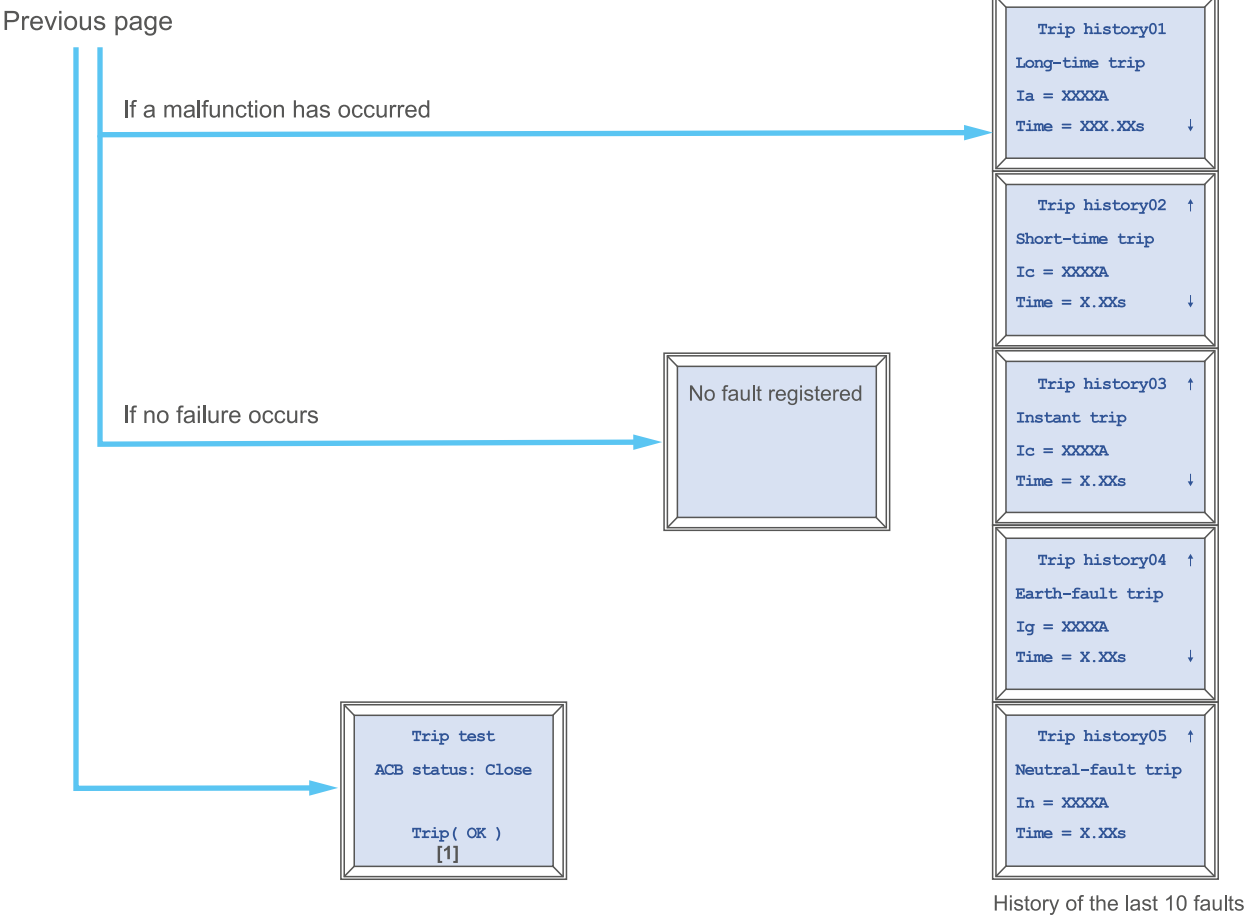 Previous page
If a malfunction has occurred
Trip history01
Long-time trip
Ia = XXXXA
Time = XXX.XXs ↓
Trip history02 ↑
Short-time trip
Ic = XXXXA
Time = X.XXs ↓
If no failure occurs
No fault registered
Trip history03 ↑
Instant trip
Ic = XXXXA
Time = X.XXs ↓
Trip history04 ↑
Earth-fault trip
Ig = XXXXA
Time = X.XXs ↓
Trip test
ACB status: Close
Trip( OK )
[1]
Trip history05 ↑
Neutral-fault trip
In = XXXXA
Time = X.XXs
History of the last 10 faults